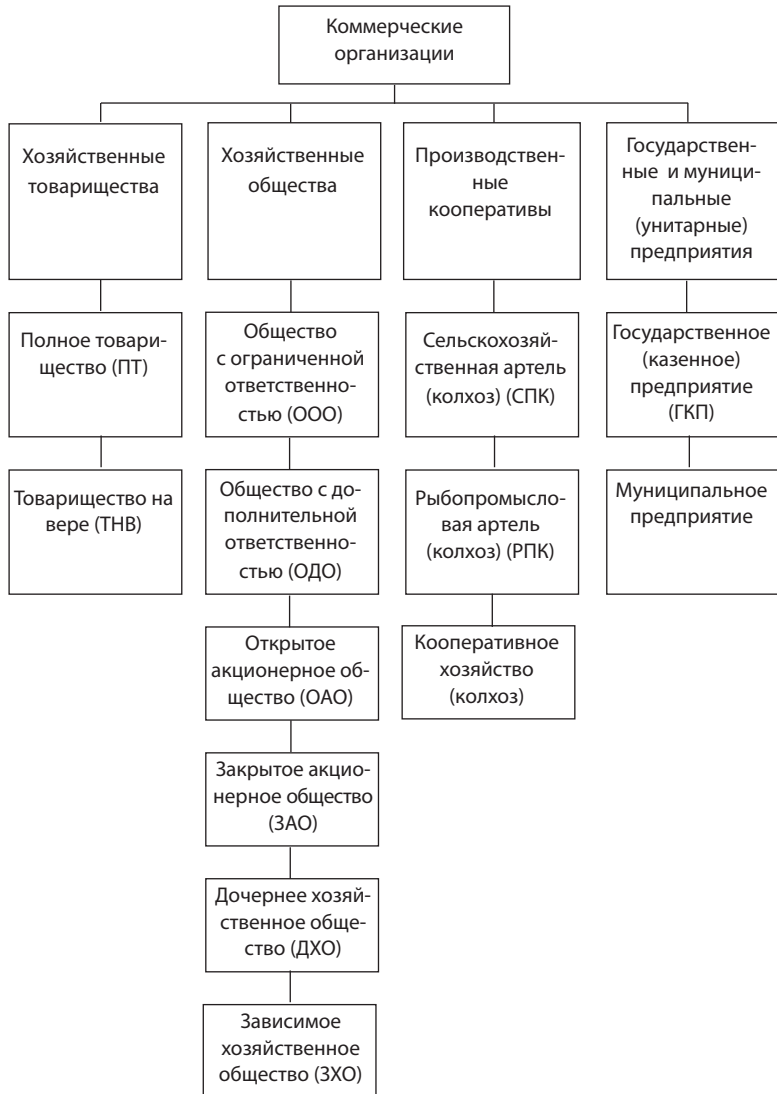 Коммерческие
организации
Хозяйственные
товарищества
Хозяйственные
общества
Производствен-
ные
кооперативы
Государствен-
ные и муници-
пальные
(унитарные)
предприятия
Полное товари-
щество (ПТ)
Общество
с ограниченной
ответственно-
стью (ООО)
Сельскохозяй-
ственная артель
(колхоз) (СПК)
Государственное
(казенное)
предприятие
(ГКП)
Товарищество на
вере (ТНВ)
Общество с до-
полнительной
ответственно-
стью (ОДО)
Рыбопромысло-
вая артель
(колхоз) (РПК)
Муниципальное
предприятие
Открытое
акционерное об-
щество (ОАО)
Кооперативное
хозяйство
(колхоз)
Закрытое акцио-
нерное общество
(ЗАО)
Дочернее хозяй-
ственное обще-
ство (ДХО)
Зависимое
хозяйственное
общество (ЗХО)